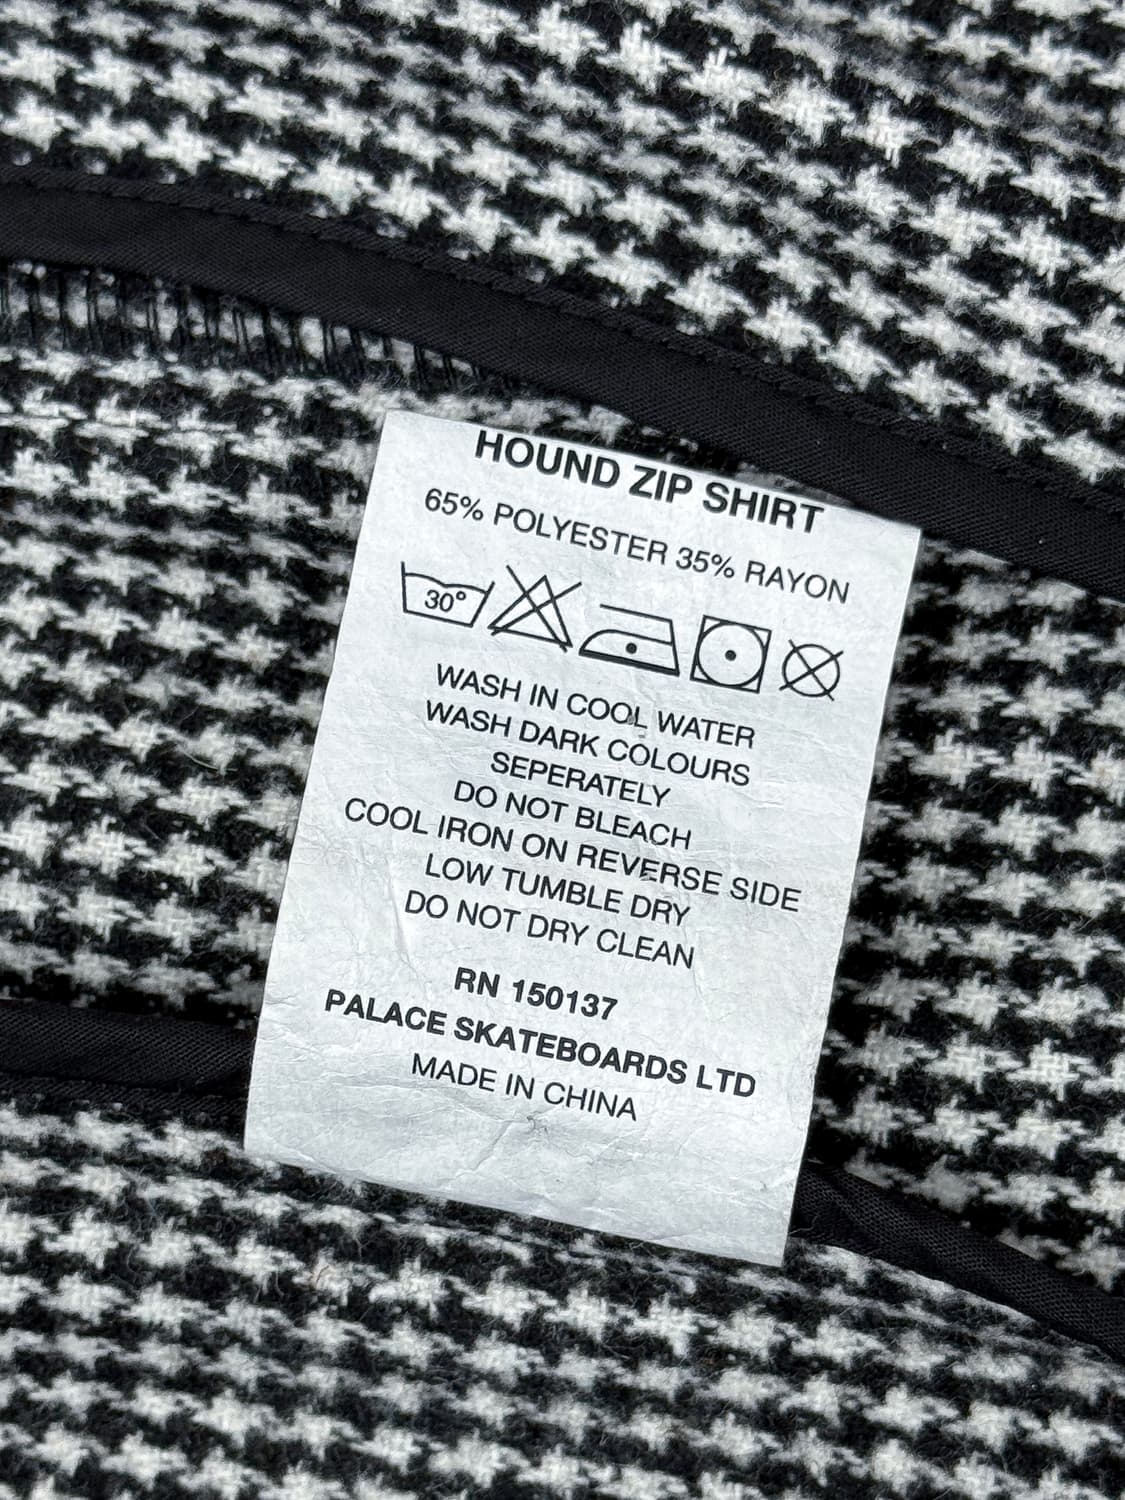 HOUND ZIP SHIRT
65% POLYESTER 35% RAYON
30°
WASH IN COOL WATER
WASH DARK COLOURS
SEPERATELY
DO NOT BLEACH
COOL IRON ON REVERSE SIDE
LOW TUMBLE DRY
DO NOT DRY CLEAN
RN 150137
PALACE SKATEBOARDS LTD
MADE IN CHINA